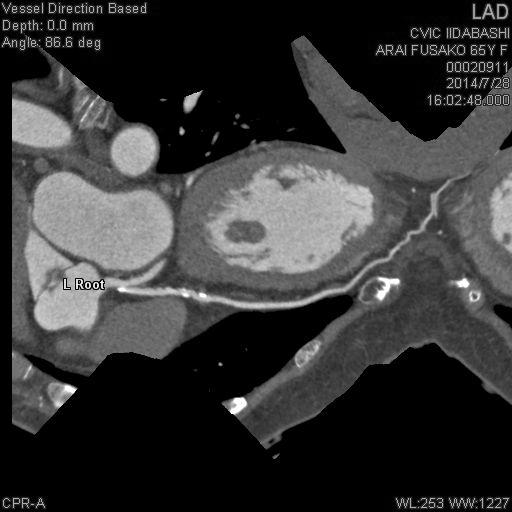 Vessel Direction Based
Depth: 0.0 mm
Angle: 86.6 deg
LAD
CVIC IIDABASHI
ARAI FUSAKO 65Y F
00020911
2014/7/28
16:02:48.000
L Root
CPR-A
WL:253 WW:1227